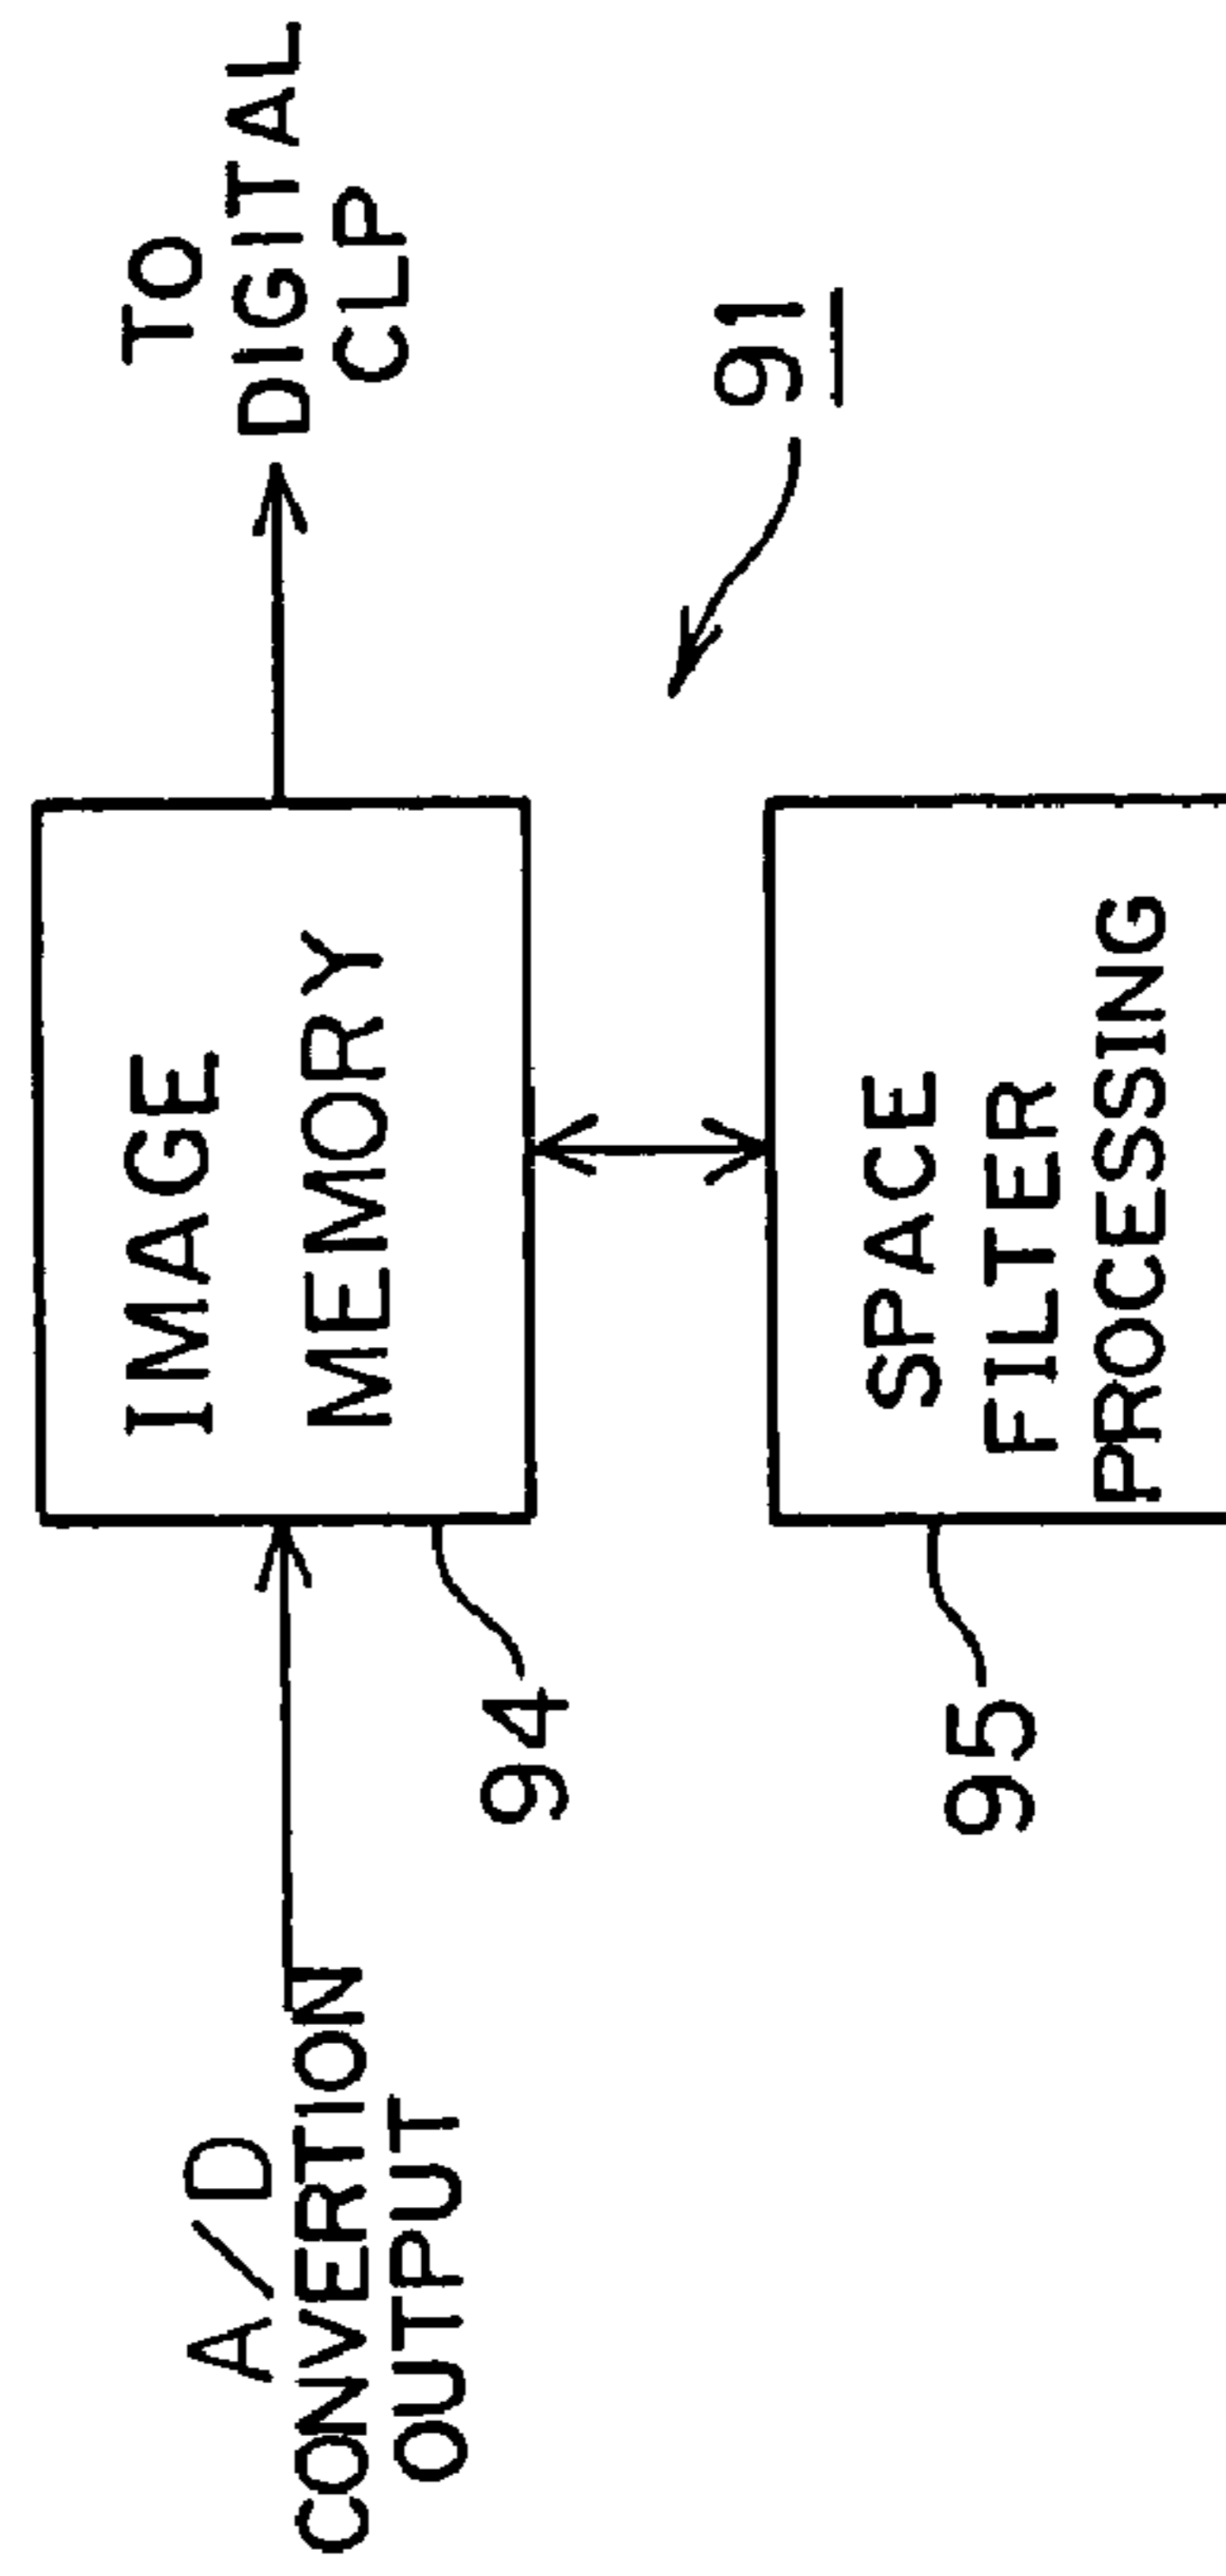 A/D
CONVERTION
OUTPUT
IMAGE
MEMORY
TO
DIGITAL
CLP
94
91
SPACE
FILTER
PROCESSING
95